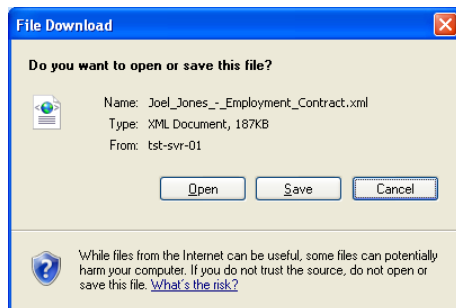 File Download
Do you want to open or save this file?
Name: Joel_Jones_-_Employment_Contract.xml
Type: XML Document, 187KB
From: tst-svr-01
Open Save Cancel
While files from the Internet can be useful, some files can potentially
harm your computer. If you do not trust the source, do not open or
save this file. What's the risk?